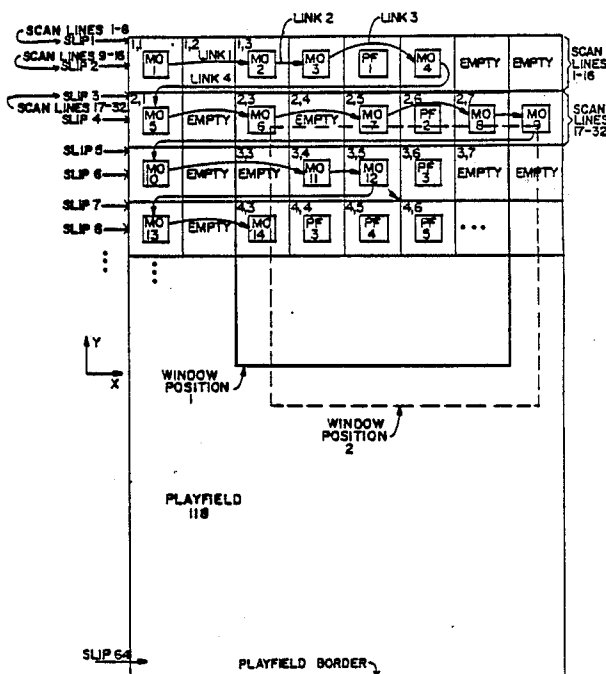 SCAN LINES 1-8
SLIP 1
SCAN LINES 9-16
SLIP 2
LINK 2
LINK 3
1,1
1,2
1,3
LINK 1
MO 1
MO 2
MO 3
PF 1
MO 4
EMPTY
EMPTY
SCAN LINES 1-16
LINK 4
SLIP 3
SCAN LINES 17-32
SLIP 4
2,1
2,3
2,4
2,5
2,6
2,7
MO 5
EMPTY
MO 6
EMPTY
MO 7
PF 2
MO 8
MO 9
SCAN LINES 17-32
SLIP 5
SLIP 6
3,3
3,4
3,5
3,6
3,7
MO 10
EMPTY
EMPTY
MO 11
MO 12
PF 3
EMPTY
EMPTY
SLIP 7
SLIP 8
4,3
4,4
4,5
4,6
MO 13
EMPTY
MO 14
PF 3
PF 4
PF 5
Y
X
WINDOW
POSITION
1
WINDOW
POSITION
2
PLAYFIELD
118
SLIP 64
PLAYFIELD BORDER